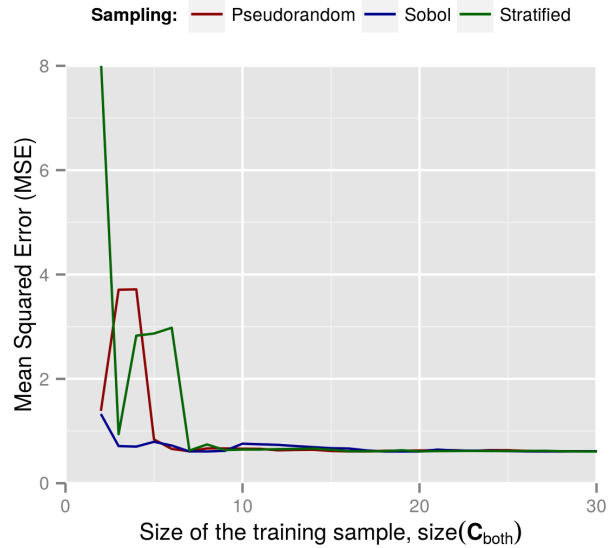 Sampling: Pseudorandom Sobol Stratified
Mean Squared Error (MSE)
8
6
4
2
0
0 10 20 30
Size of the training sample, size(C_both)